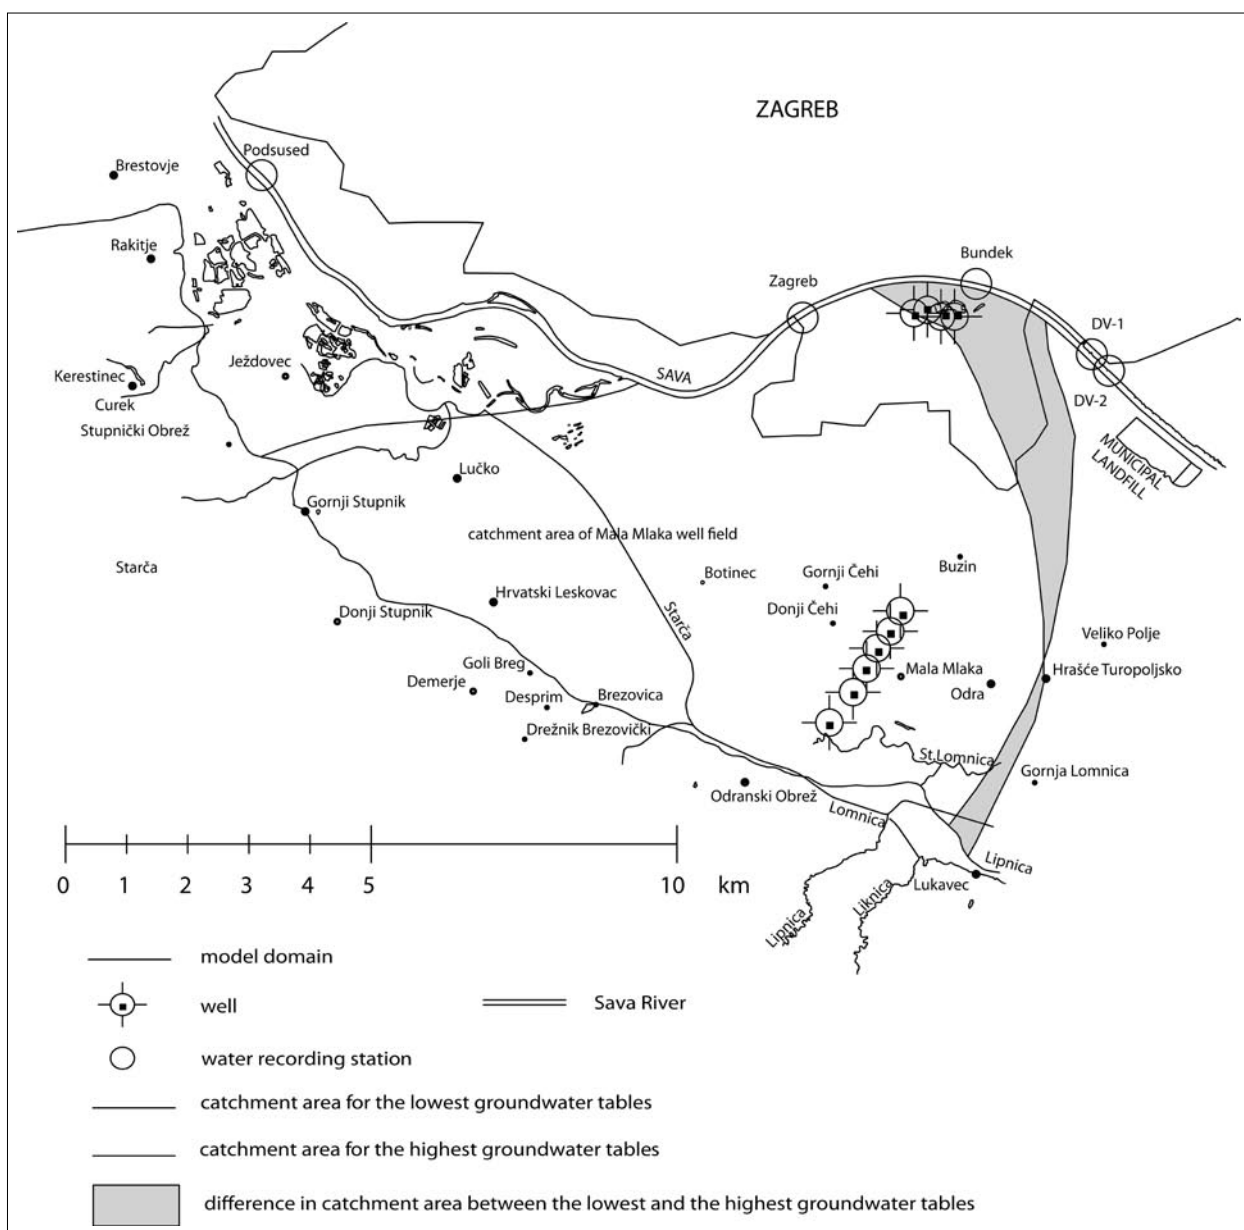 ZAGREB
Podsused
Brestovje
Rakitje
Bundek
Zagreb
DV-1
Ježdovec
SAVA
Kerestinec
DV-2
Curek
Stupnički Obrež
MUNICIPAL
LANDFILL
Lučko
Gornji Stupnik
catchment area of Mala Mlaka well field
Starča
Botinec
Gornji Čehi
Buzin
Hrvatski Leskovac
Donji Stupnik
Donji Čehi
Starča
Veliko Polje
Goli Breg
Mala Mlaka
Hrašće Turopoljsko
Demerje
Desprim
Brezovica
Odra
Drežnik Brezovički
St.Lomnica
Gornja Lomnica
Odranski Obrež
Lomnica
Lipnica
Lukavec
Liknica
Lipnica
0 1 2 3 4 5 10 km
model domain
well
Sava River
water recording station
catchment area for the lowest groundwater tables
catchment area for the highest groundwater tables
difference in catchment area between the lowest and the highest groundwater tables